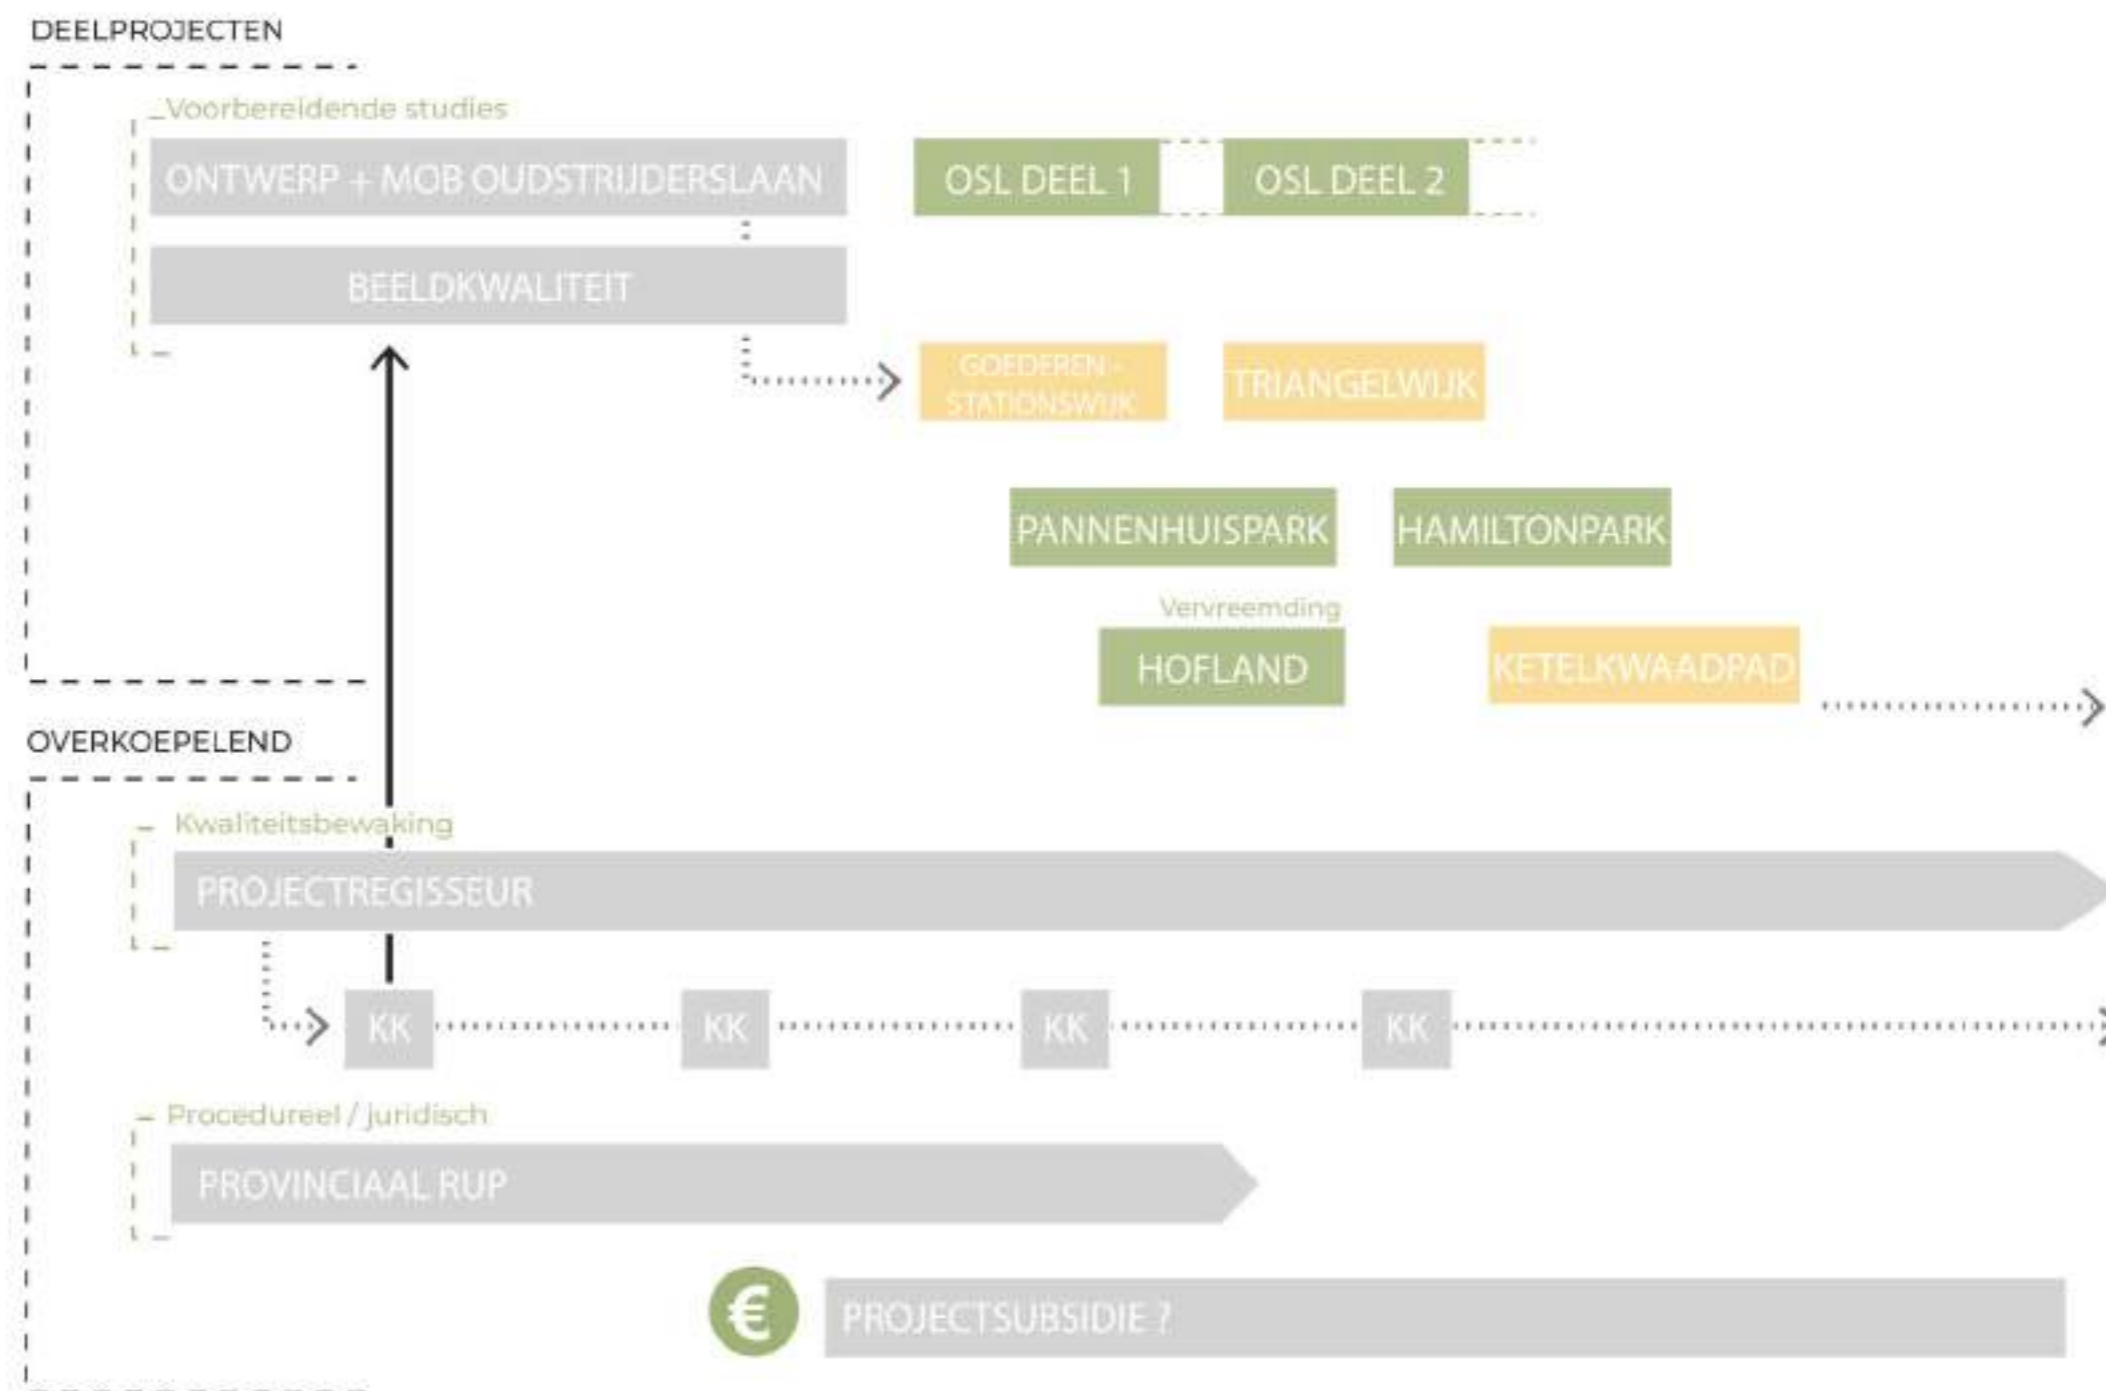 DEELPROJECTEN
Voorbereidende studies
ONTWERP + MOB OUDSTRIJDERSLAAN
OSL DEEL 1
OSL DEEL 2
BEELDKWALITEIT
GOEDEREN -
STATIONSWIJK
TRIANGELWIJK
PANNENHUISPARK
HAMILTONPARK
Vervreemding
HOFLAND
KETELKWAADPAD
OVERKOEPELEND
Kwaliteitsbewaking
PROJECTREGISSEUR
KK
KK
KK
KK
Procedureel / juridisch
PROVINCIAAL RUP
€
PROJECTSUBSIDIE ?